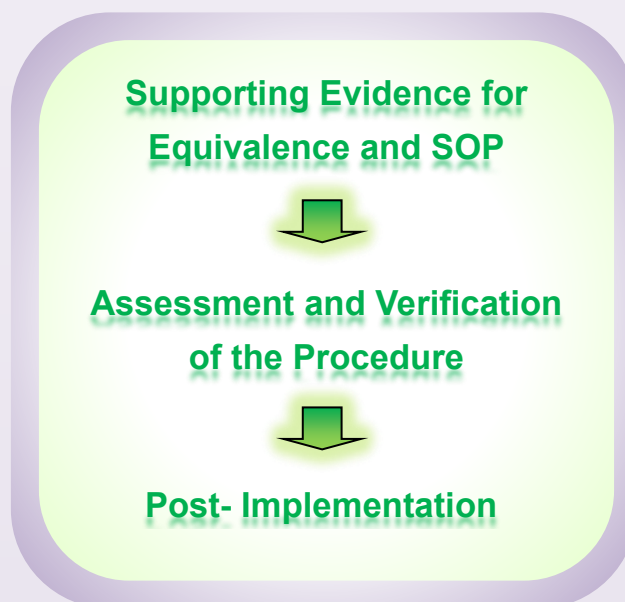 Supporting Evidence for
Equivalence and SOP
Assessment and Verification
of the Procedure
Post- Implementation